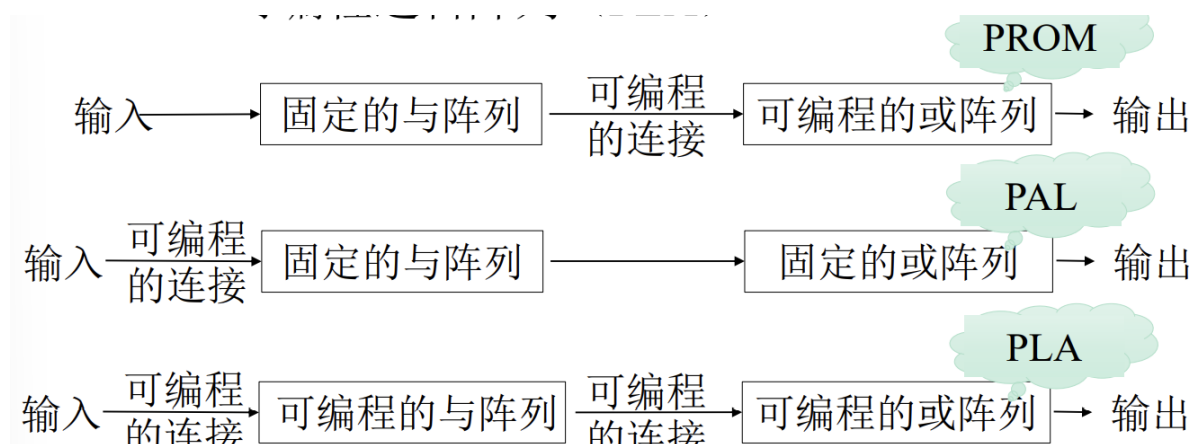 PROM
输入 固定的与阵列 可编程的连接 可编程的或阵列 输出
PAL
输入 可编程的连接 固定的与阵列 固定的或阵列 输出
PLA
输入 可编程的连接 可编程的与阵列 可编程的连接 可编程的或阵列 输出